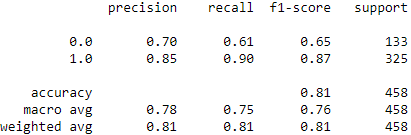 precision recall f1-score support
0.0 0.70 0.61 0.65 133
1.0 0.85 0.90 0.87 325
accuracy 0.81 458
macro avg 0.78 0.75 0.76 458
weighted avg 0.81 0.81 0.81 458